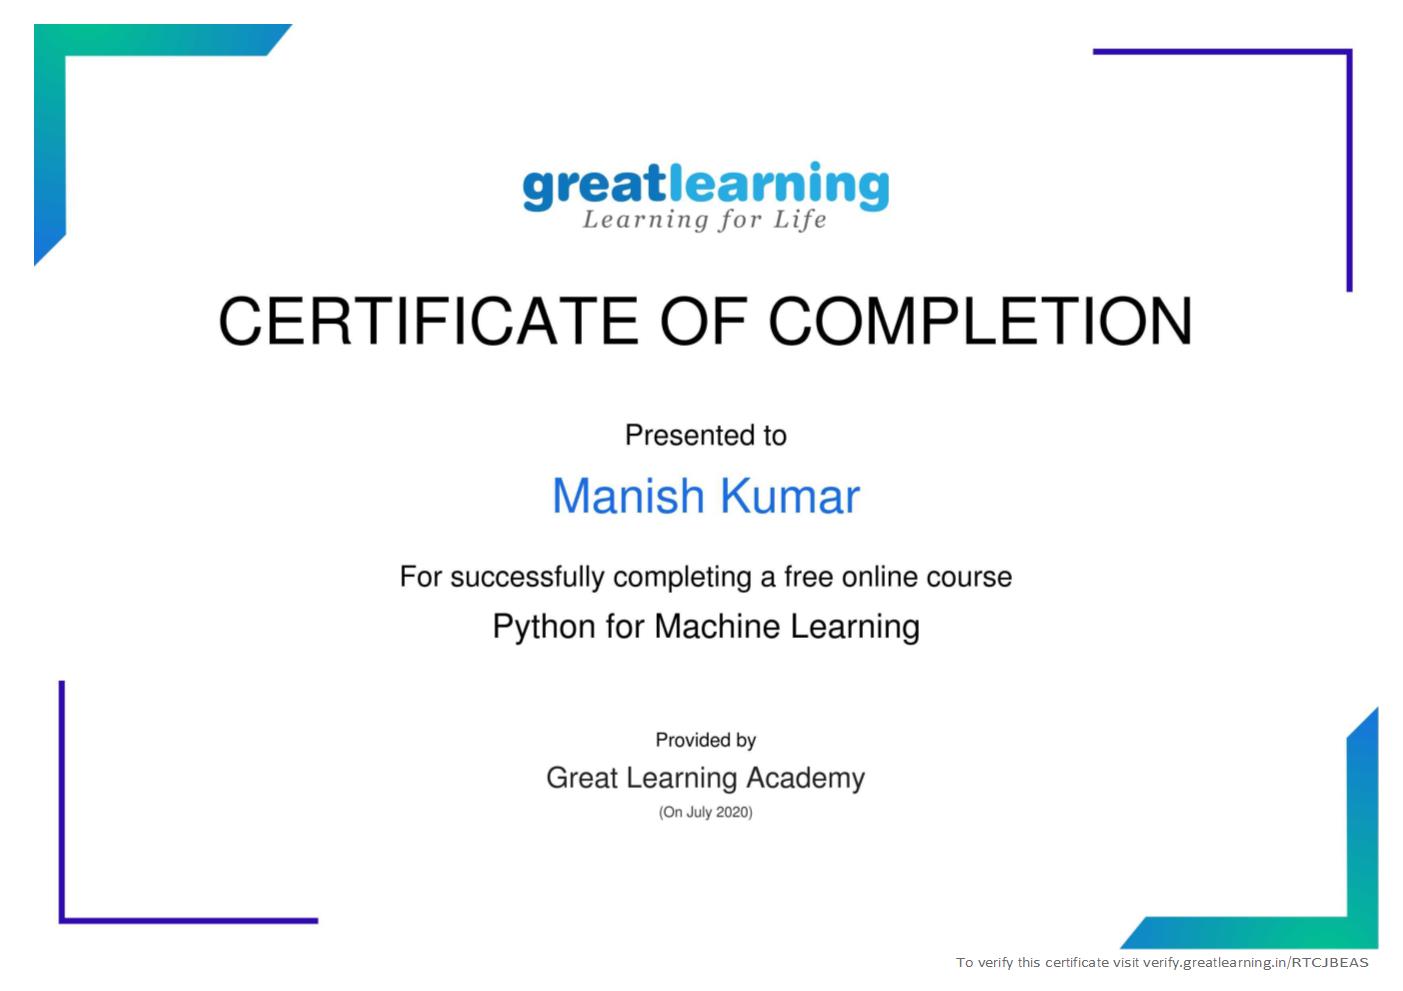 greatlearning
Learning for Life
CERTIFICATE OF COMPLETION
Presented to
Manish Kumar
For successfully completing a free online course
Python for Machine Learning
Provided by
Great Learning Academy
(On July 2020)
To verify this certificate visit verify.greatlearning.in/RTCJBEAS